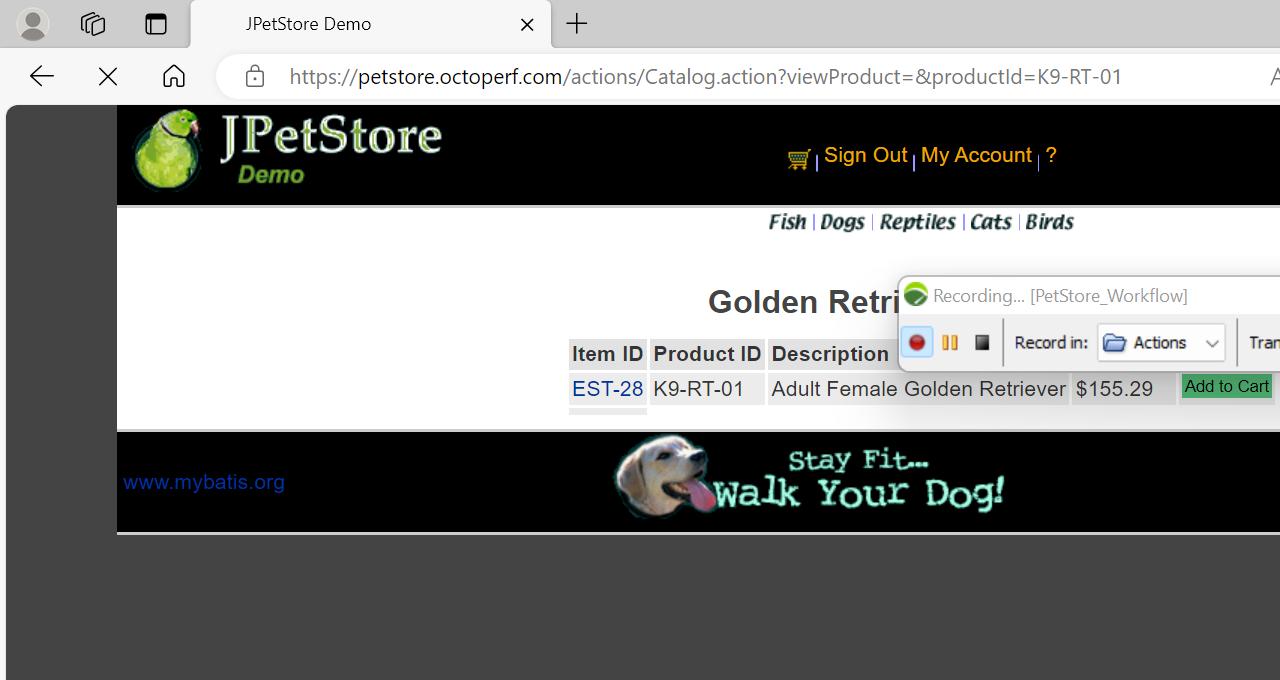 JPetStore Demo
https://petstore.octoperf.com/actions/Catalog.action?viewProduct=&productId=K9-RT-01
JPetStore
Demo
Sign Out | My Account | ?
Fish | Dogs | Reptiles | Cats | Birds
Golden Retri
Recording... [PetStore_Workflow]
Record in: Actions Tran
Item ID Product ID Description
EST-28 K9-RT-01 Adult Female Golden Retriever $155.29 Add to Cart
www.mybatis.org
Stay Fit...
Walk Your Dog!